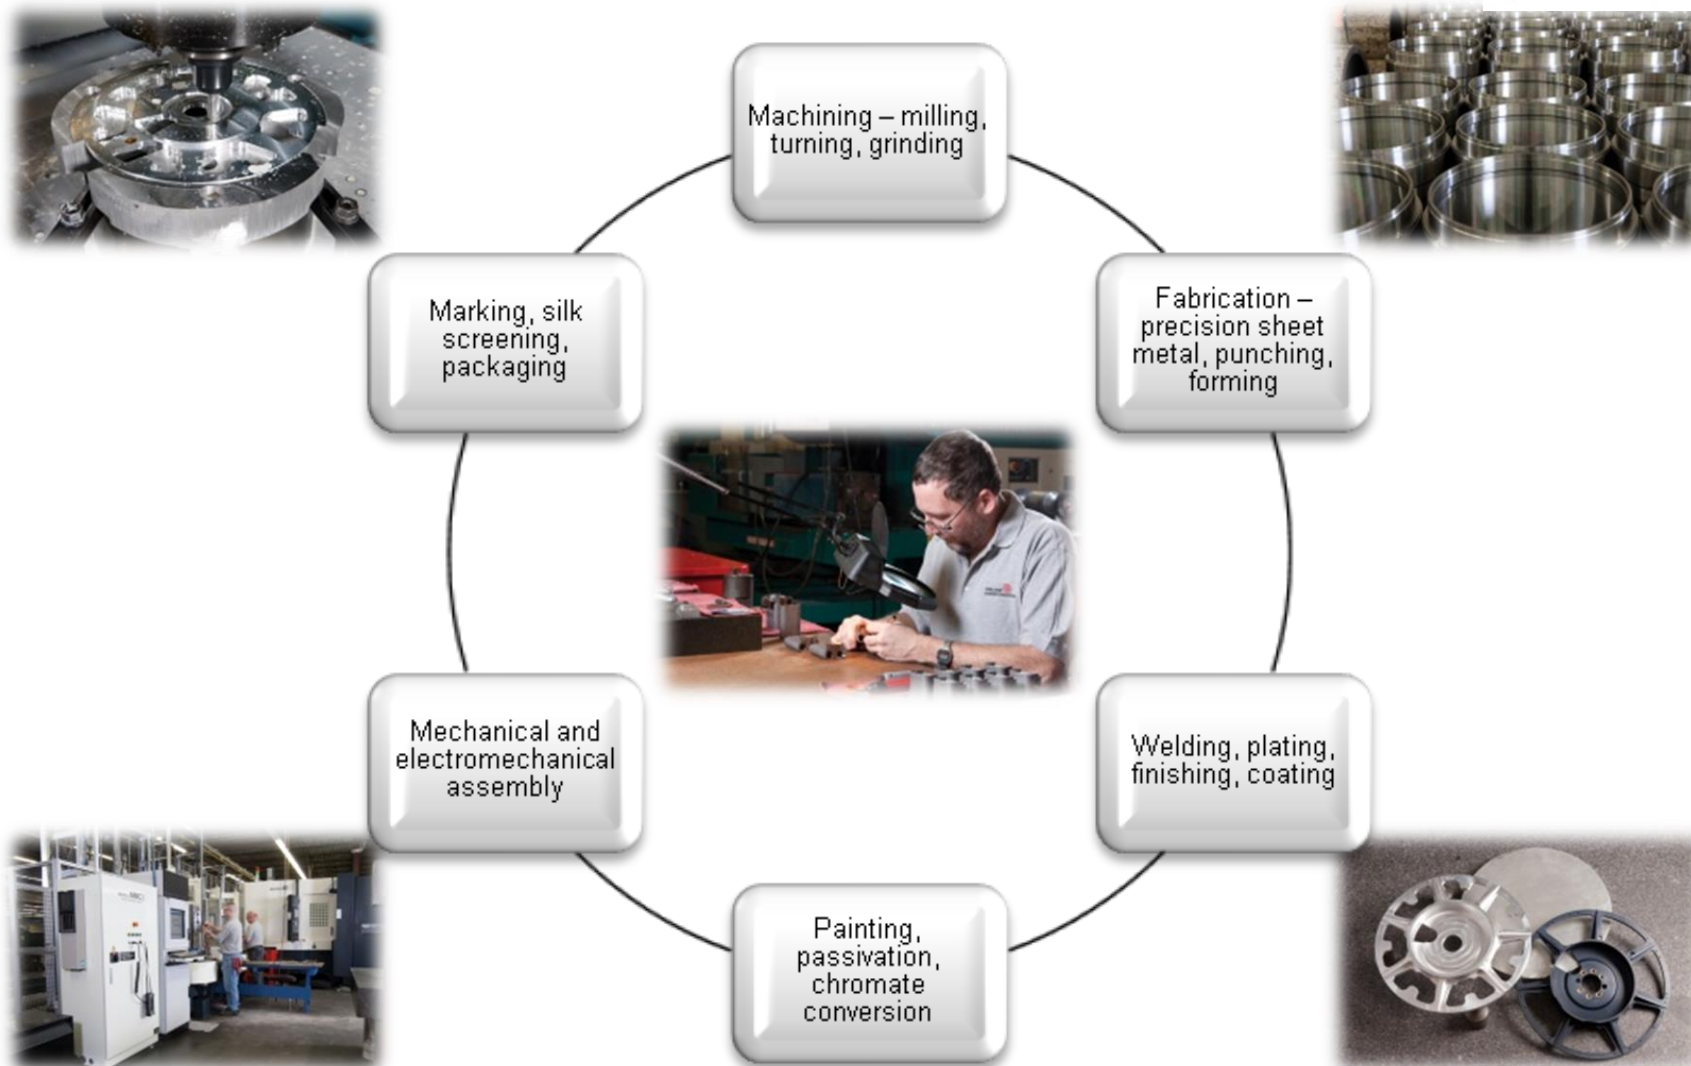 Machining – milling,
turning, grinding
Fabrication –
precision sheet
metal, punching,
forming
Welding, plating,
finishing, coating
Painting,
passivation,
chromate
conversion
Mechanical and
electromechanical
assembly
Marking, silk
screening,
packaging